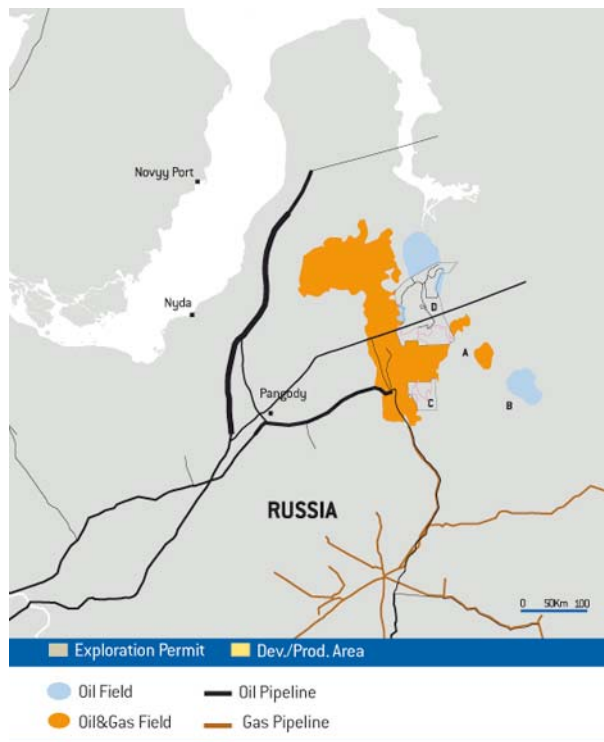 Novyy Port
Nyda
D
A
B
C
Pangody
RUSSIA
0 50Km 100
Exploration Permit Dev./Prod. Area
Oil Field Oil Pipeline
Oil&Gas Field Gas Pipeline